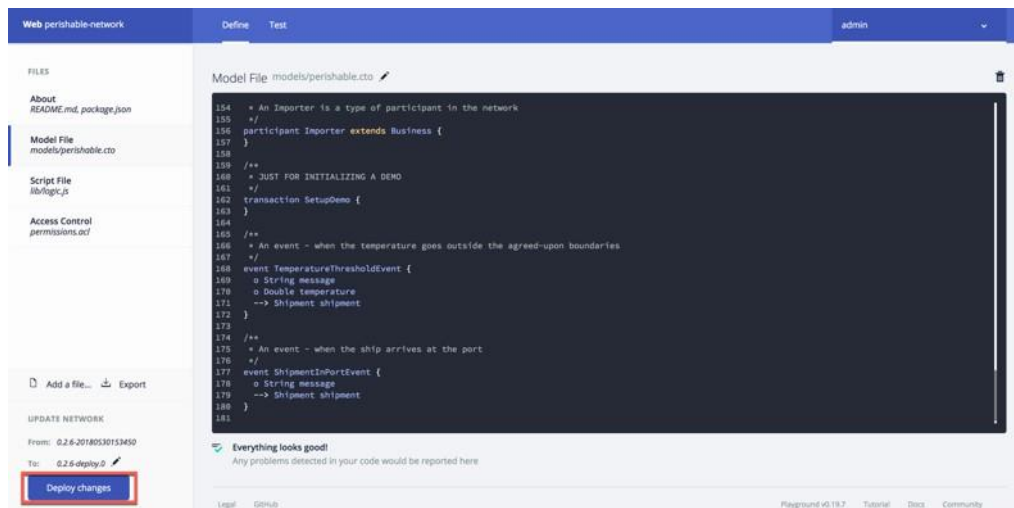 Web perishable-network
Define Test
admin
FILES
About
README.md, package.json
Model File
models/perishable.cto
Script File
lib/logic.js
Access Control
permissions.acl
Add a file... Export
UPDATE NETWORK
From: 0.2.6-20180530153450
To: 0.2.6-deploy.0
Deploy changes
Model File models/perishable.cto
154 * An Importer is a type of participant in the network
155 */
156 participant Importer extends Business {
157 }
158
159 /**
160 * JUST FOR INITIALIZING A DEMO
161 */
162 transaction SetupDemo {
163 }
164
165 /**
166 * An event - when the temperature goes outside the agreed-upon boundaries
167 */
168 event TemperatureThresholdEvent {
169 o String message
170 o Double temperature
171 --> Shipment shipment
172 }
173
174 /**
175 * An event - when the ship arrives at the port
176 */
177 event ShipmentInPortEvent {
178 o String message
179 --> Shipment shipment
180 }
181
Everything looks good!
Any problems detected in your code would be reported here
Legal GitHub
Playground v0.19.7 Tutorial Docs Community